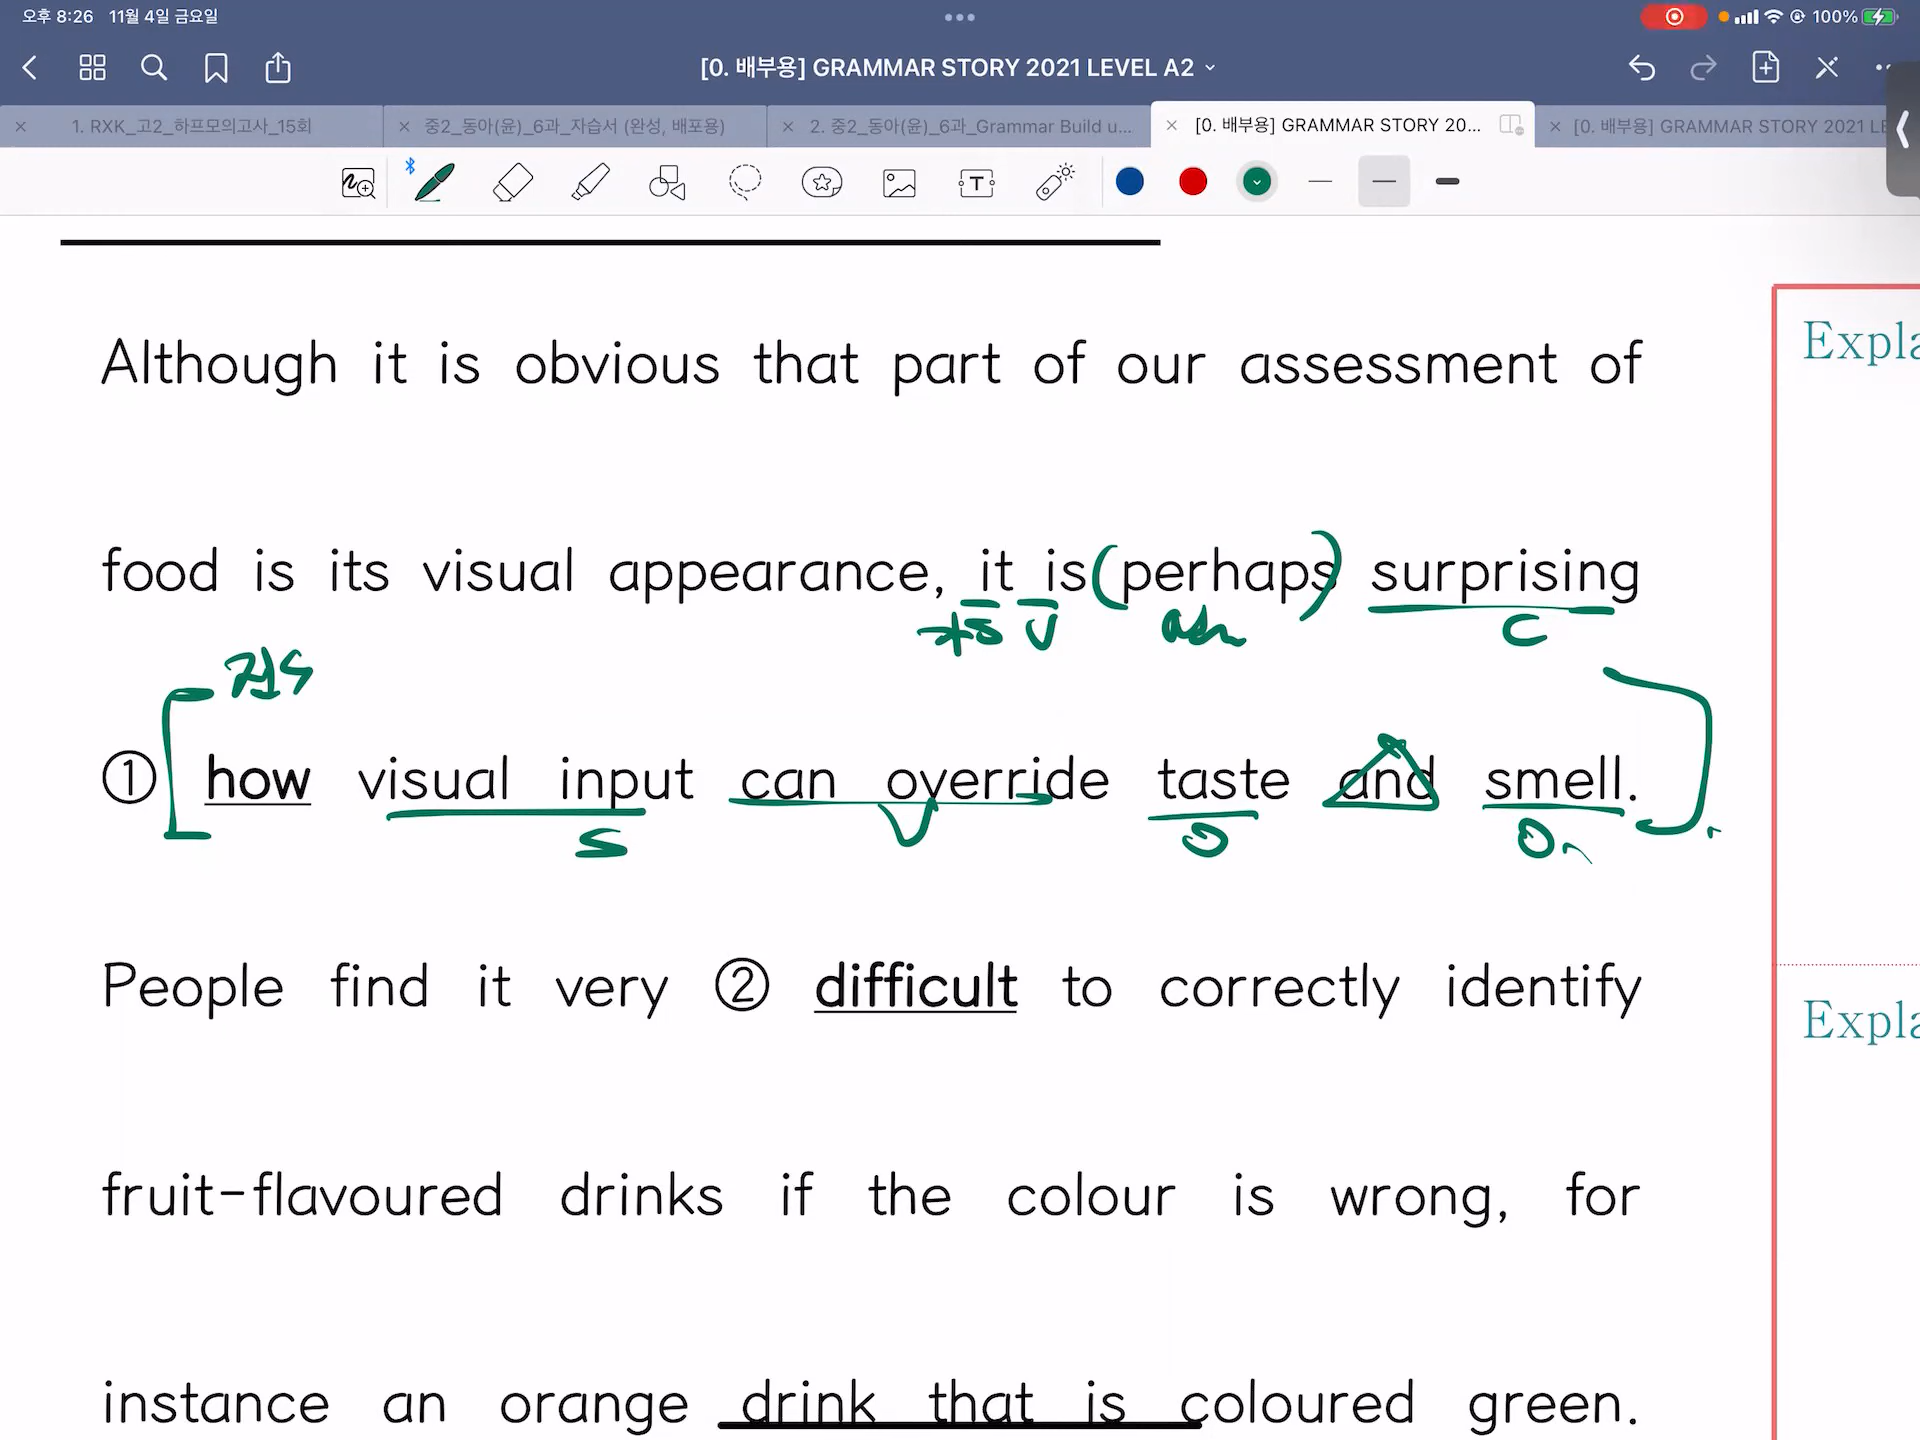 오후 8:26 11월 4일 금요일
100%
[0. 배부용] GRAMMAR STORY 2021 LEVEL A2
1. RXK_고2_하프모의고사_15회
중2_동아(윤)_6과_자습서 (완성, 배포용)
2. 중2_동아(윤)_6과_Grammar Build u...
[0. 배부용] GRAMMAR STORY 20...
[0. 배부용] GRAMMAR STORY 2021 LE
Although it is obvious that part of our assessment of
food is its visual appearance, it is (perhaps) surprising
S V C
① how visual input can override taste and smell.
S V O O
People find it very ② difficult to correctly identify
fruit-flavoured drinks if the colour is wrong, for
instance an orange drink that is coloured green.
Expla
Expla